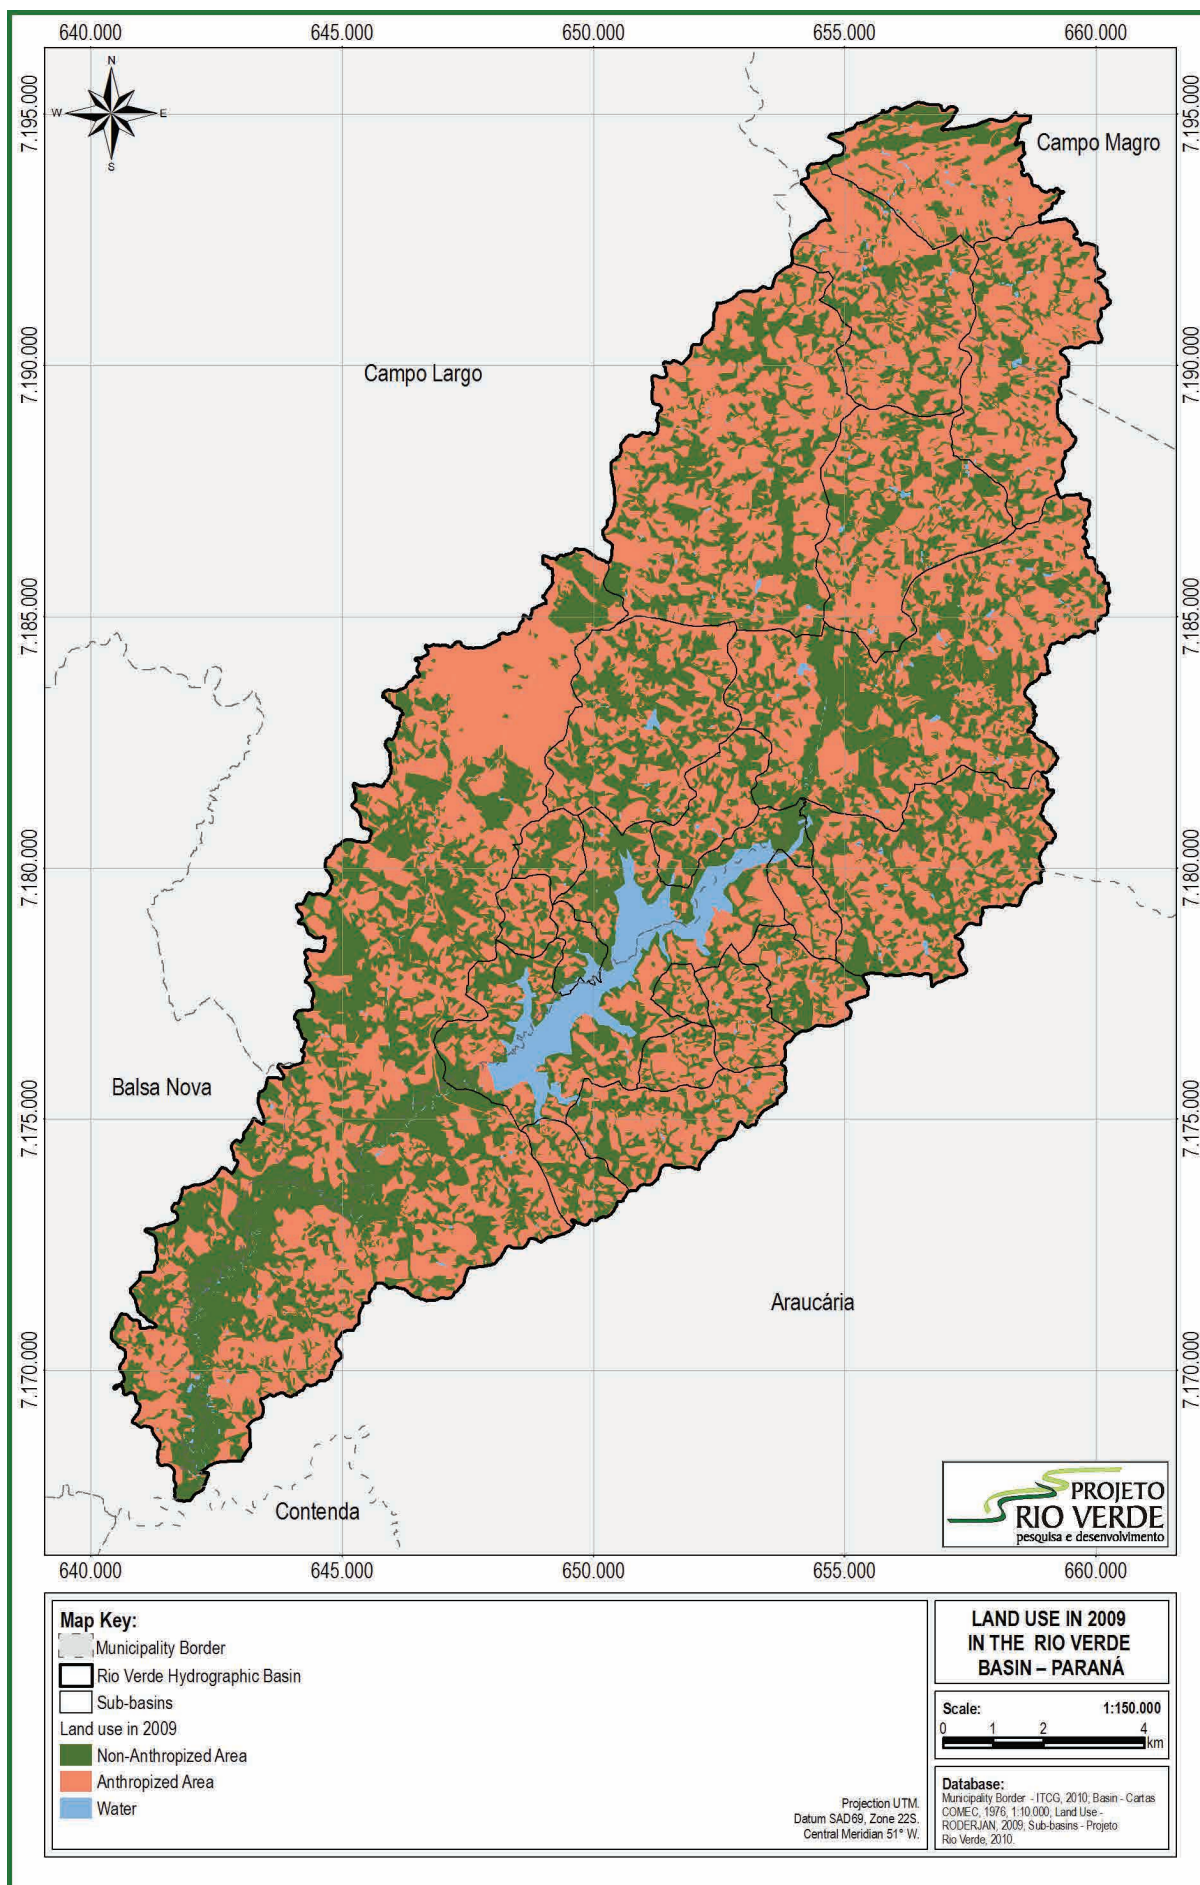 640.000 645.000 650.000 655.000 660.000
N
W E
S
7.195.000 7.195.000
Campo Magro
7.190.000 7.190.000
Campo Largo
7.185.000 7.185.000
7.180.000 7.180.000
Balsa Nova
7.175.000 7.175.000
Araucária
7.170.000 7.170.000
Contenda
PROJETO
RIO VERDE
pesquisa e desenvolvimento
640.000 645.000 650.000 655.000 660.000
Map Key:
Municipality Border
Rio Verde Hydrographic Basin
Sub-basins
Land use in 2009
Non-Anthropized Area
Anthropized Area
Water
Projection UTM.
Datum SAD69, Zone 22S.
Central Meridian 51° W.
LAND USE IN 2009
IN THE RIO VERDE
BASIN – PARANÁ
Scale: 1:150.000
0 1 2 4
km
Database:
Municipality Border - ITCG, 2010; Basin - Cartas
COMEC, 1976, 1:10.000; Land Use -
RODERJAN, 2009; Sub-basins - Projeto
Rio Verde, 2010.